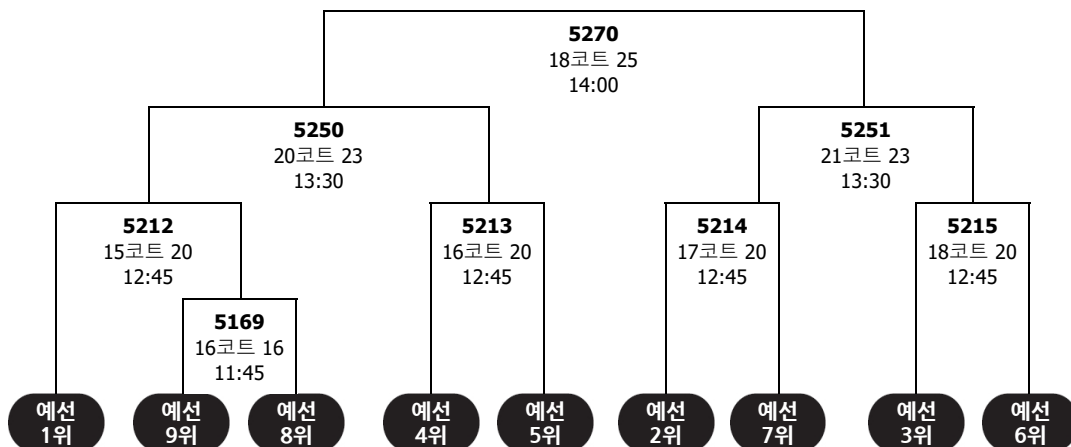 5270
18코트 25
14:00
5250
20코트 23
13:30
5251
21코트 23
13:30
5212
15코트 20
12:45
5213
16코트 20
12:45
5214
17코트 20
12:45
5215
18코트 20
12:45
5169
16코트 16
11:45
예선
1위
예선
9위
예선
8위
예선
4위
예선
5위
예선
2위
예선
7위
예선
3위
예선
6위